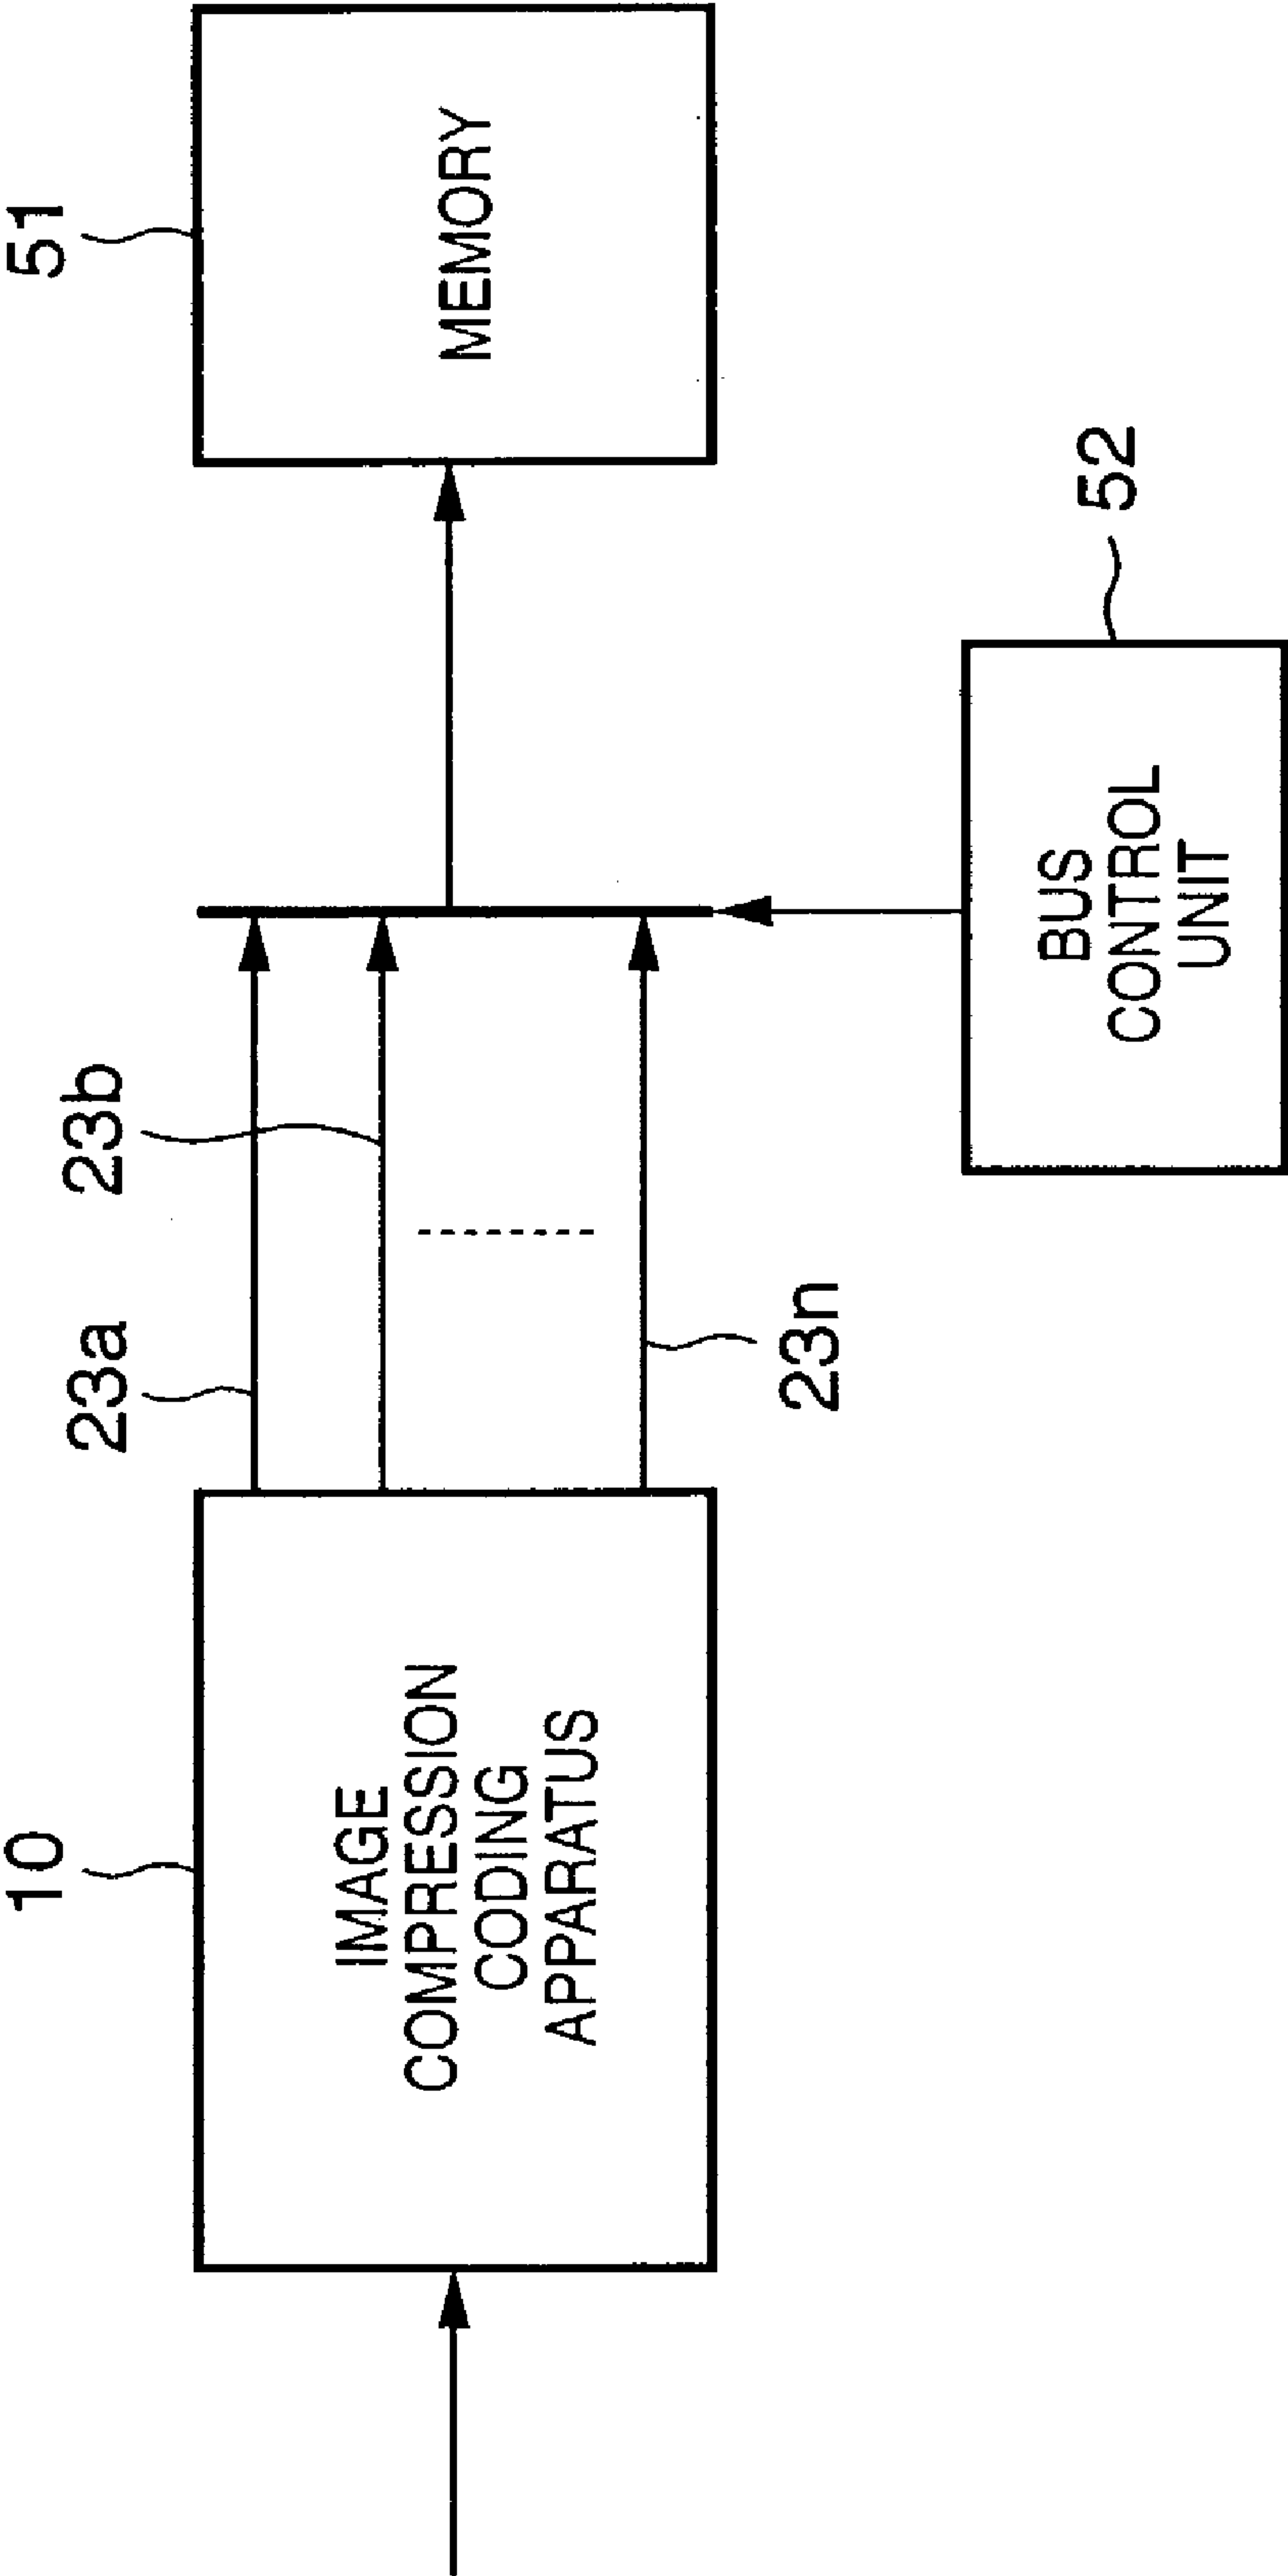 10
IMAGE
COMPRESSION
CODING
APPARATUS
23a
23b
23n
51
MEMORY
52
BUS
CONTROL
UNIT